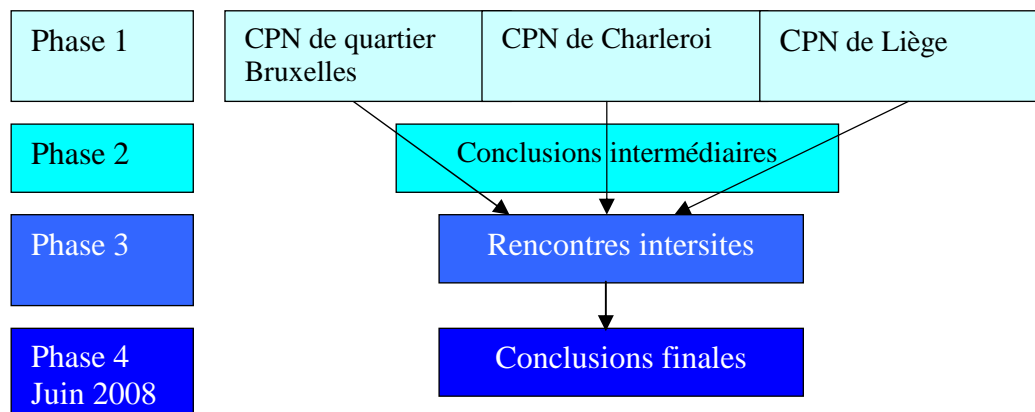 Phase 1
CPN de quartier
Bruxelles
CPN de Charleroi
CPN de Liège
Phase 2
Conclusions intermédiaires
Phase 3
Rencontres intersites
Phase 4
Juin 2008
Conclusions finales